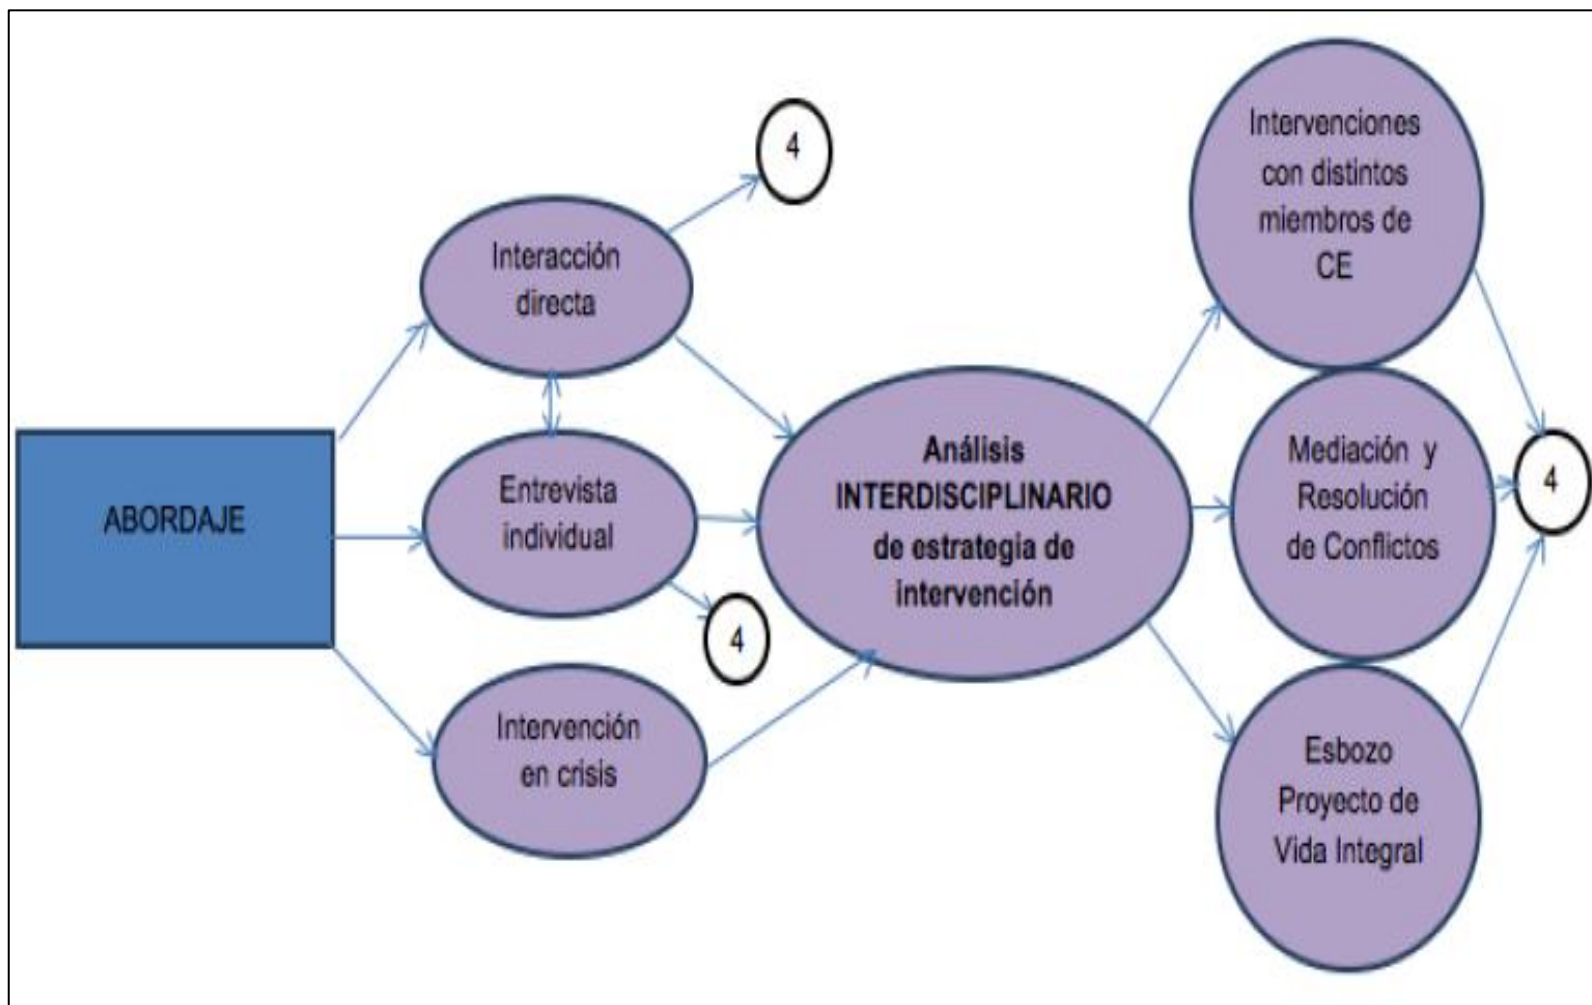 ABORDAJE
Interacción
directa
4
Entrevista
individual
4
Intervención
en crisis
Análisis
INTERDISCIPLINARIO
de estrategia de
intervención
Intervenciones
con distintos
miembros de
CE
Mediación y
Resolución
de Conflictos
Esbozo
Proyecto de
Vida Integral
4